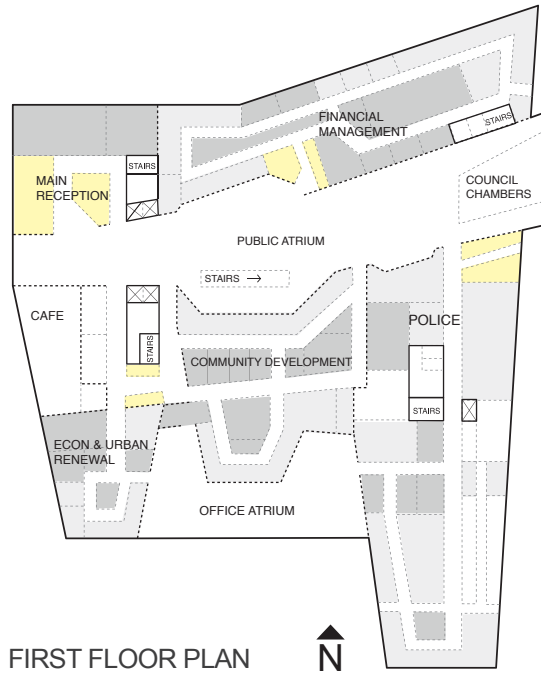 FINANCIAL
MANAGEMENT
STAIRS
STAIRS
MAIN
RECEPTION
COUNCIL
CHAMBERS
PUBLIC ATRIUM
STAIRS
CAFE
POLICE
STAIRS
COMMUNITY DEVELOPMENT
STAIRS
ECON & URBAN
RENEWAL
OFFICE ATRIUM
FIRST FLOOR PLAN
N